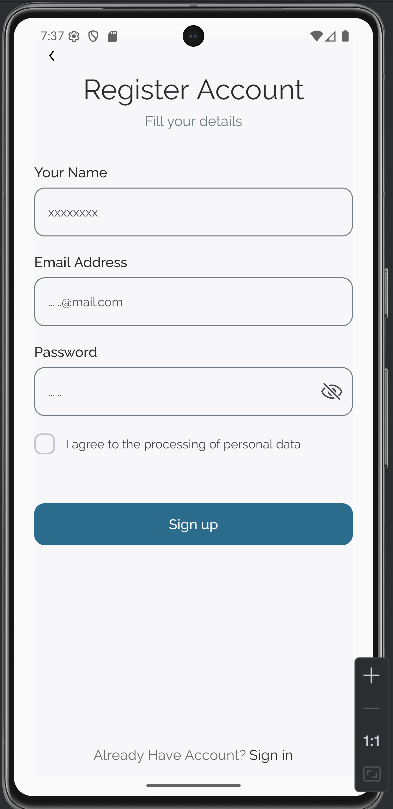 7:37
Register Account
Fill your details
Your Name
xxxxxxxx
Email Address
... ..@mail.com
Password
... ..
I agree to the processing of personal data
Sign up
Already Have Account? Sign in
1:1